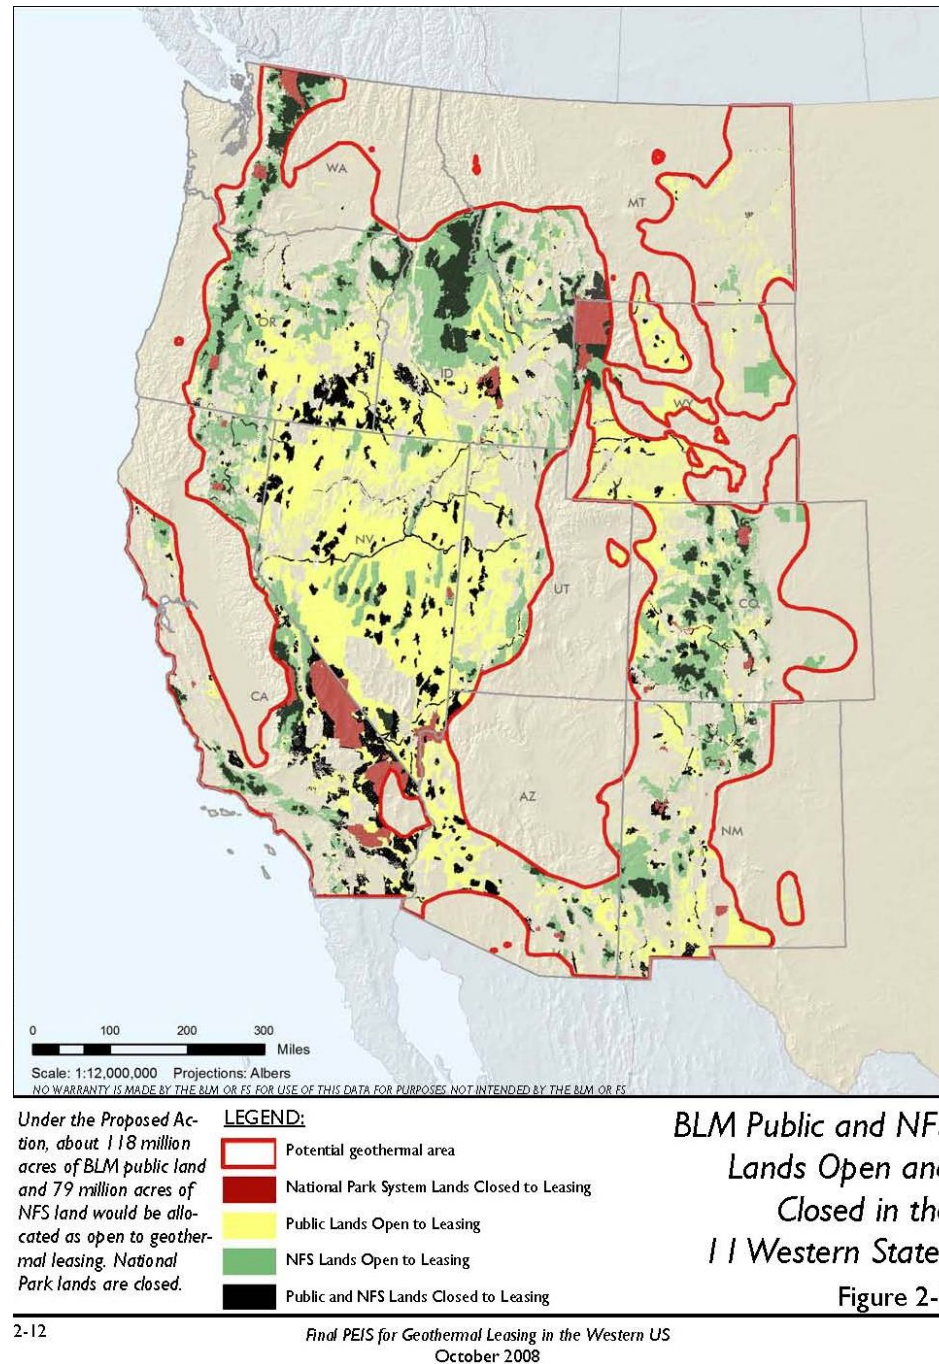 WA
MT
OR
ID
WY
NV
UT
CO
CA
AZ
NM
0 100 200 300
Miles
Scale: 1:12,000,000 Projections: Albers
NO WARRANTY IS MADE BY THE BLM OR FS FOR USE OF THIS DATA FOR PURPOSES NOT INTENDED BY THE BLM OR FS
Under the Proposed Ac-
tion, about 118 million
acres of BLM public land
and 79 million acres of
NFS land would be allo-
cated as open to geother-
mal leasing. National
Park lands are closed.
LEGEND:
Potential geothermal area
National Park System Lands Closed to Leasing
Public Lands Open to Leasing
NFS Lands Open to Leasing
Public and NFS Lands Closed to Leasing
BLM Public and NFS
Lands Open and
Closed in the
11 Western State
Figure 2-
2-12
Final PEIS for Geothermal Leasing in the Western US
October 2008